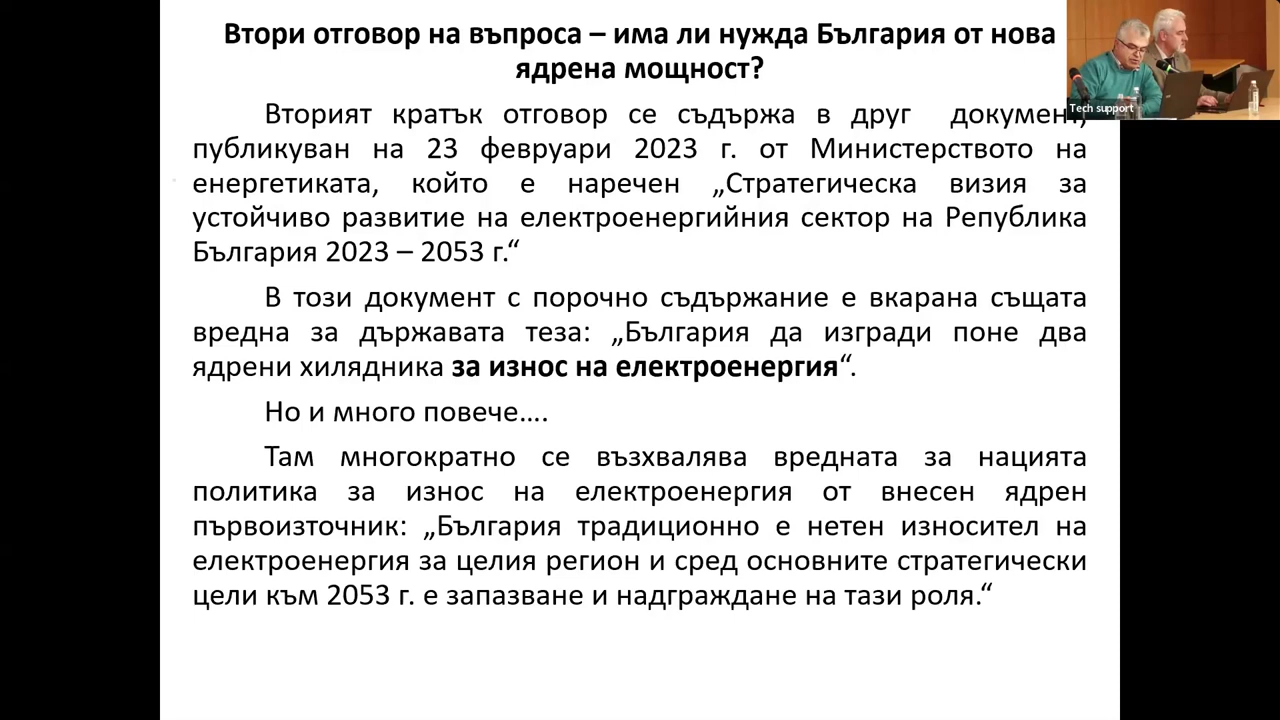 Втори отговор на въпроса – има ли нужда България от нова
ядрена мощност?
Вторият кратък отговор се съдържа в друг документ,
публикуван на 23 февруари 2023 г. от Министерството на
енергетиката, който е наречен „Стратегическа визия за
устойчиво развитие на електроенергийния сектор на Република
България 2023 – 2053 г.“
В този документ с порочно съдържание е вкарана същата
вредна за държавата теза: „България да изгради поне два
ядрени хилядника за износ на електроенергия“.
Но и много повече….
Там многократно се възхвалява вредната за нацията
политика за износ на електроенергия от внесен ядрен
първоизточник: „България традиционно е нетен износител на
електроенергия за целия регион и сред основните стратегически
цели към 2053 г. е запазване и надграждане на тази роля.“
Tech support